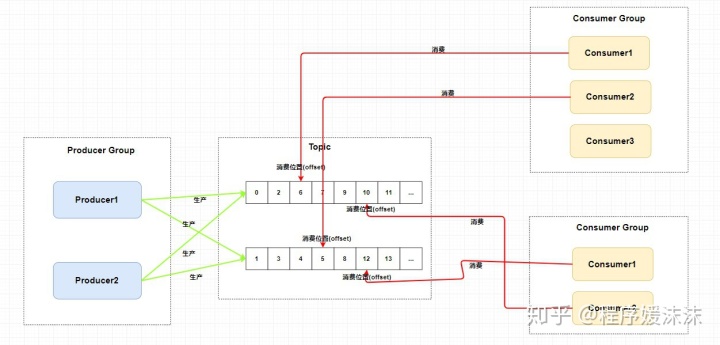 Consumer Group
Consumer1
消费
Consumer2
消费
Consumer3
Producer Group
Producer1
Producer2
生产
生产
生产
生产
Topic
消费位置(offset)
0 2 6 7 9 10 11 ...
消费位置(offset)
消费位置(offset)
1 3 4 5 8 12 13 ...
消费位置(offset)
消费
消费
Consumer Group
Consumer1
Consumer2
知乎 @程序媛沫沫